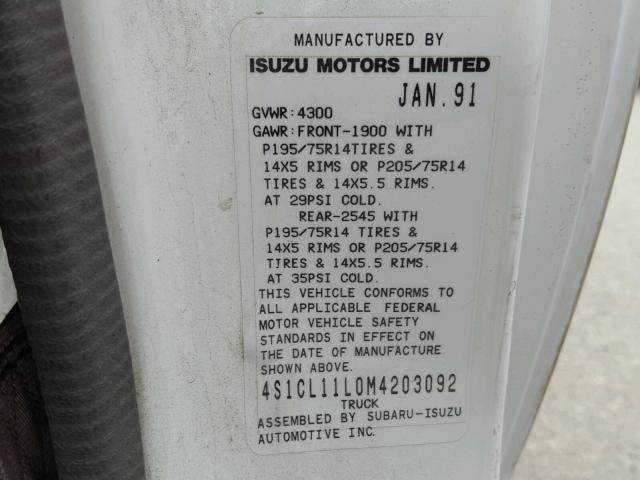 MANUFACTURED BY
ISUZU MOTORS LIMITED
JAN.91
GVWR:4300
GAWR:FRONT-1900 WITH
P195/75R14TIRES &
14X5 RIMS OR P205/75R14
TIRES & 14X5.5 RIMS.
AT 29PSI COLD.
REAR-2545 WITH
P195/75R14 TIRES &
14X5 RIMS OR P205/75R14
TIRES & 14X5.5 RIMS.
AT 35PSI COLD.
THIS VEHICLE CONFORMS TO
ALL APPLICABLE FEDERAL
MOTOR VEHICLE SAFETY
STANDARDS IN EFFECT ON
THE DATE OF MANUFACTURE
SHOWN ABOVE.
4S1CL11L0M4203092
TRUCK
ASSEMBLED BY SUBARU-ISUZU
AUTOMOTIVE INC.